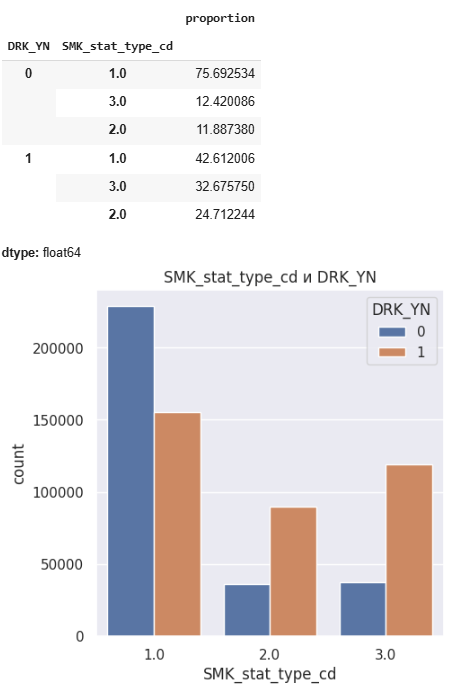 proportion
DRK_YN SMK_stat_type_cd
0 1.0 75.692534
3.0 12.420086
2.0 11.887380
1 1.0 42.612006
3.0 32.675750
2.0 24.712244
dtype: float64
SMK_stat_type_cd и DRK_YN
DRK_YN
0
1
200000
150000
100000
50000
0
count
1.0 2.0 3.0
SMK_stat_type_cd